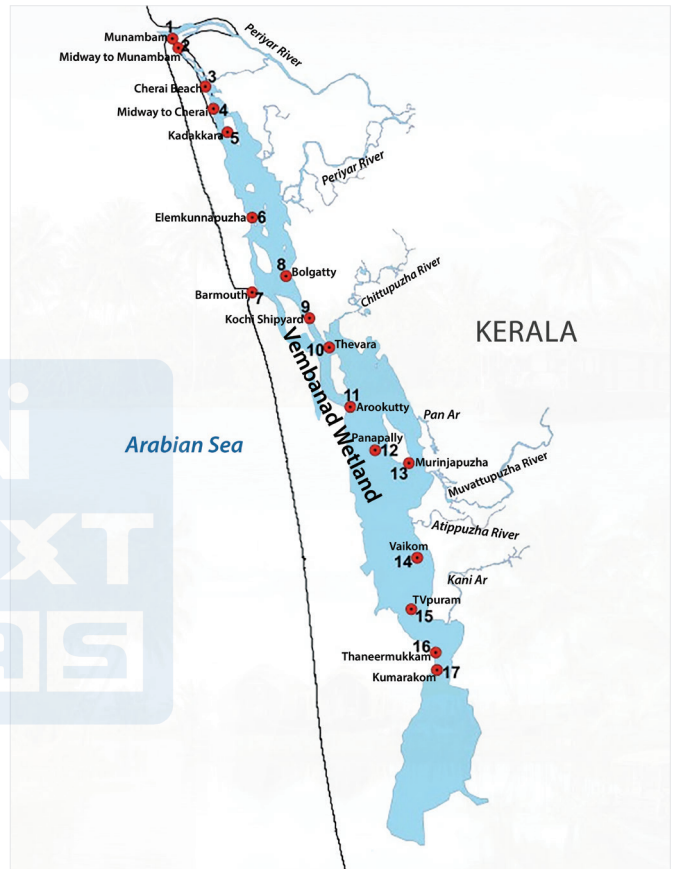 1
Munambam
2
Midway to Munambam
Periyar River
3
Cherai Beach
Midway to Cherai 4
Kadakkara 5
Periyar River
Elemkunnapuzha 6
8
Bolgatty
Chittupuzha River
Barmouth 7
9
Kochi Shipyard
KERALA
10 Thevara
Vembanad Wetland
11
Arookutty
Pan Ar
Arabian Sea
Panapally
12
Murinjapuzha
13
Muvattupuzha River
Atippuzha River
Vaikom
14
Kani Ar
TVpuram
15
16
Thaneermukkam
17
Kumarakom
XT
AS